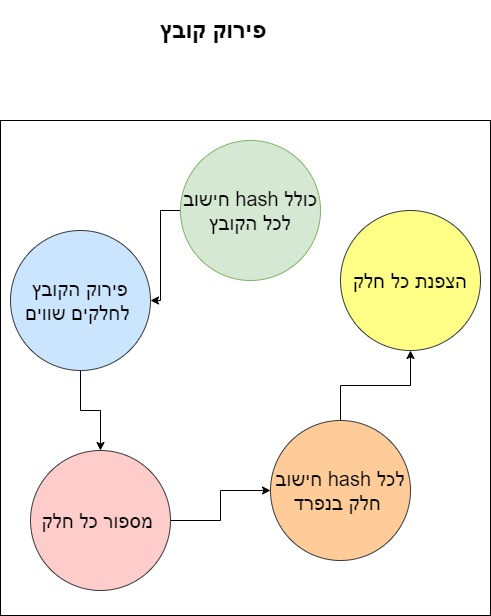 פירוק קובץ
חישוב hash כולל
לכל הקובץ
פירוק הקובץ
לחלקים שווים
מספור כל חלק
חישוב hash לכל
חלק בנפרד
הצפנת כל חלק